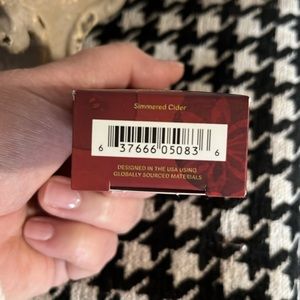 Simmered Cider
6 37666 05083 6
DESIGNED IN THE USA USING
GLOBALLY SOURCED MATERIALS